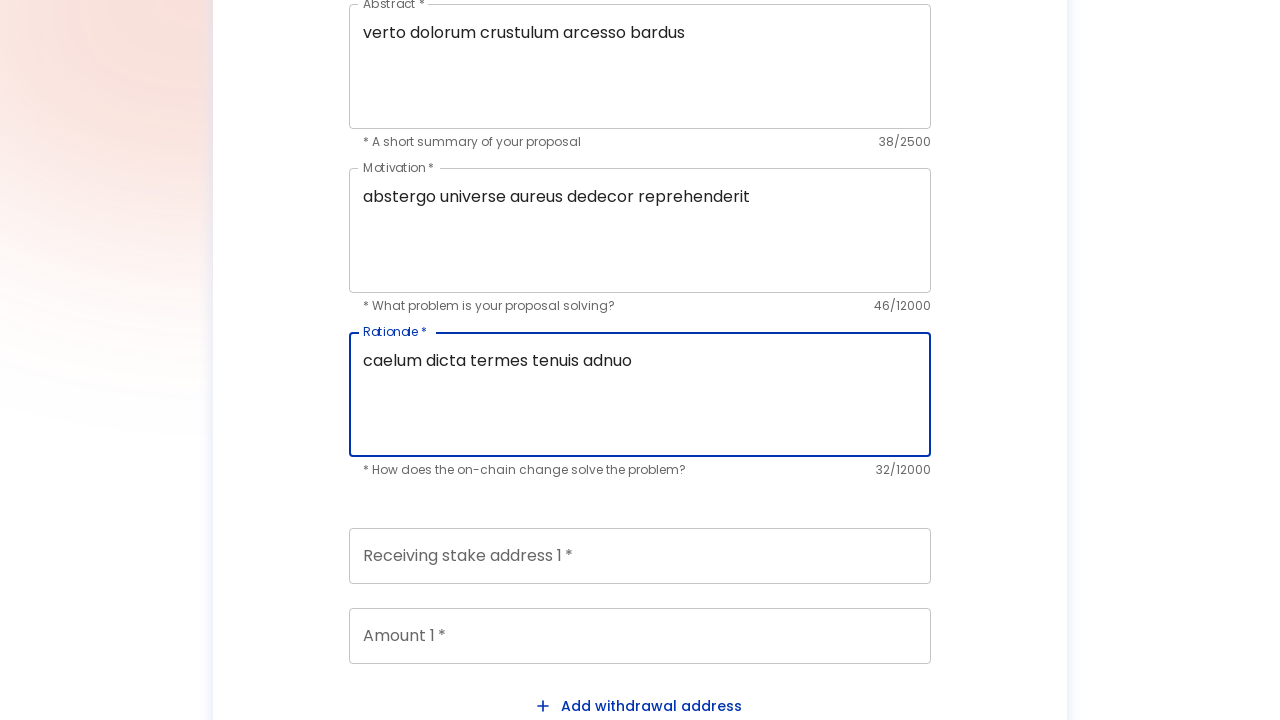 Abstract *
verto dolorum crustulum arcesso bardus
* A short summary of your proposal 38/2500
Motivation *
abstergo universe aureus dedecor reprehenderit
* What problem is your proposal solving? 46/12000
Rationale *
caelum dicta termes tenuis adnuo
* How does the on-chain change solve the problem? 32/12000
Receiving stake address 1 *
Amount 1 *
+ Add withdrawal address